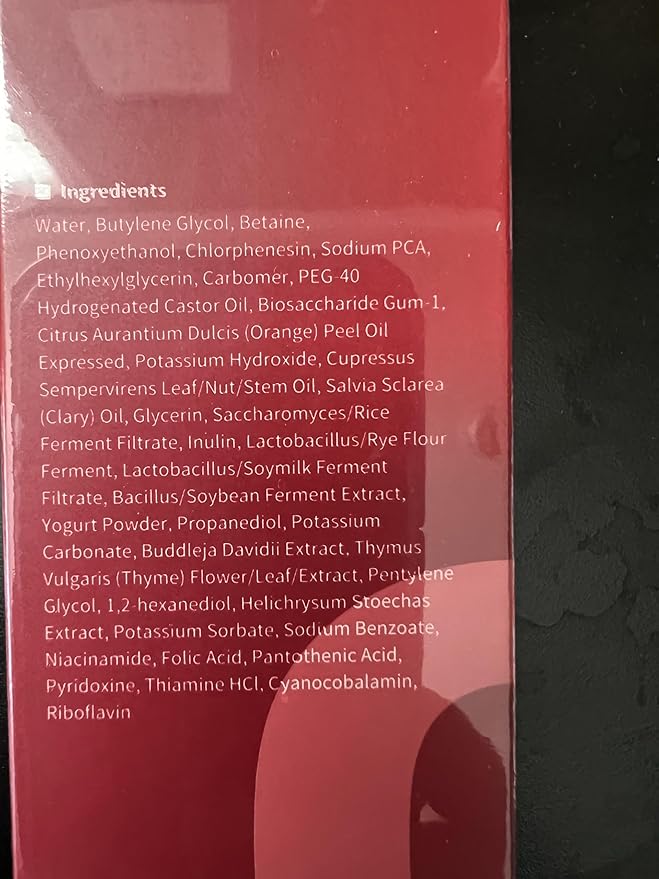 Ingredients
Water, Butylene Glycol, Betaine,
Phenoxyethanol, Chlorphenesin, Sodium PCA,
Ethylhexylglycerin, Carbomer, PEG-40
Hydrogenated Castor Oil, Biosaccharide Gum-1,
Citrus Aurantium Dulcis (Orange) Peel Oil
Expressed, Potassium Hydroxide, Cupressus
Sempervirens Leaf/Nut/Stem Oil, Salvia Sclarea
(Clary) Oil, Glycerin, Saccharomyces/Rice
Ferment Filtrate, Inulin, Lactobacillus/Rye Flour
Ferment, Lactobacillus/Soymilk Ferment
Filtrate, Bacillus/Soybean Ferment Extract,
Yogurt Powder, Propanediol, Potassium
Carbonate, Buddleja Davidii Extract, Thymus
Vulgaris (Thyme) Flower/Leaf/Extract, Pentylene
Glycol, 1,2-hexanediol, Helichrysum Stoechas
Extract, Potassium Sorbate, Sodium Benzoate,
Niacinamide, Folic Acid, Pantothenic Acid,
Pyridoxine, Thiamine HCl, Cyanocobalamin,
Riboflavin